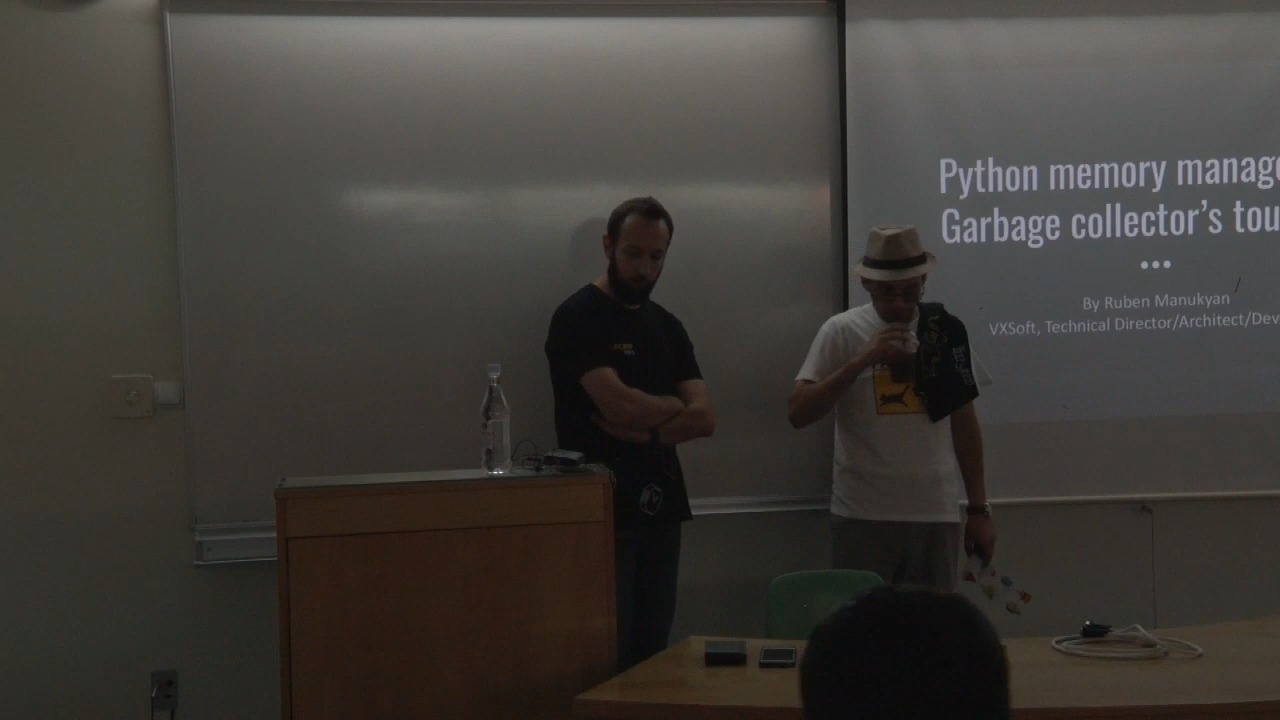 Python memory manage
Garbage collector's tou
By Ruben Manukyan
VXSoft, Technical Director/Architect/Dev